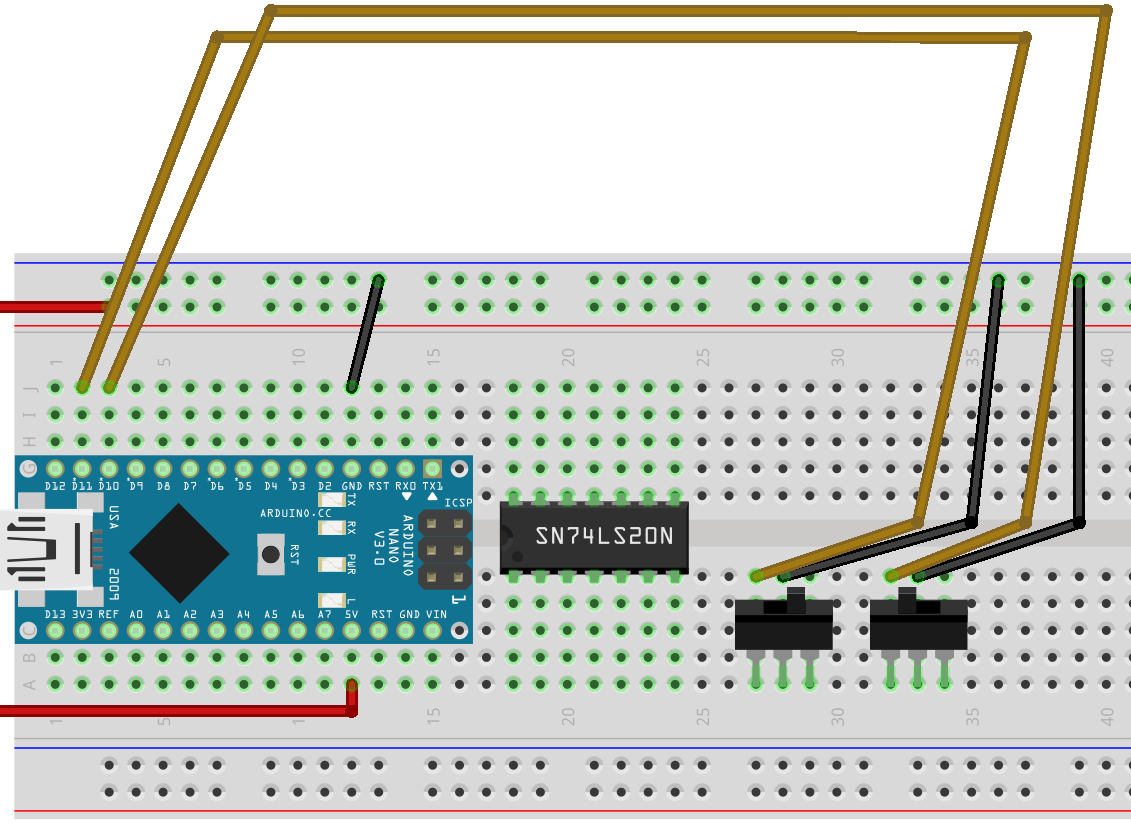 1 5 10 15 20 25 30 35 40
J
I
H
G
D12 D11 D10 D9 D8 D7 D6 D5 D4 D3 D2 GND RST RX0 TX1
USA
TX
RX
PWR
L
ARDUINO.CC
RST
ARDUINO
NANO
V3.0
ICSP
1
2009
SN74LS20N
D13 3V3 REF A0 A1 A2 A3 A4 A5 A6 A7 5V RST GND VIN
C
B
A
1 5 1 15 20 25 30 35 40